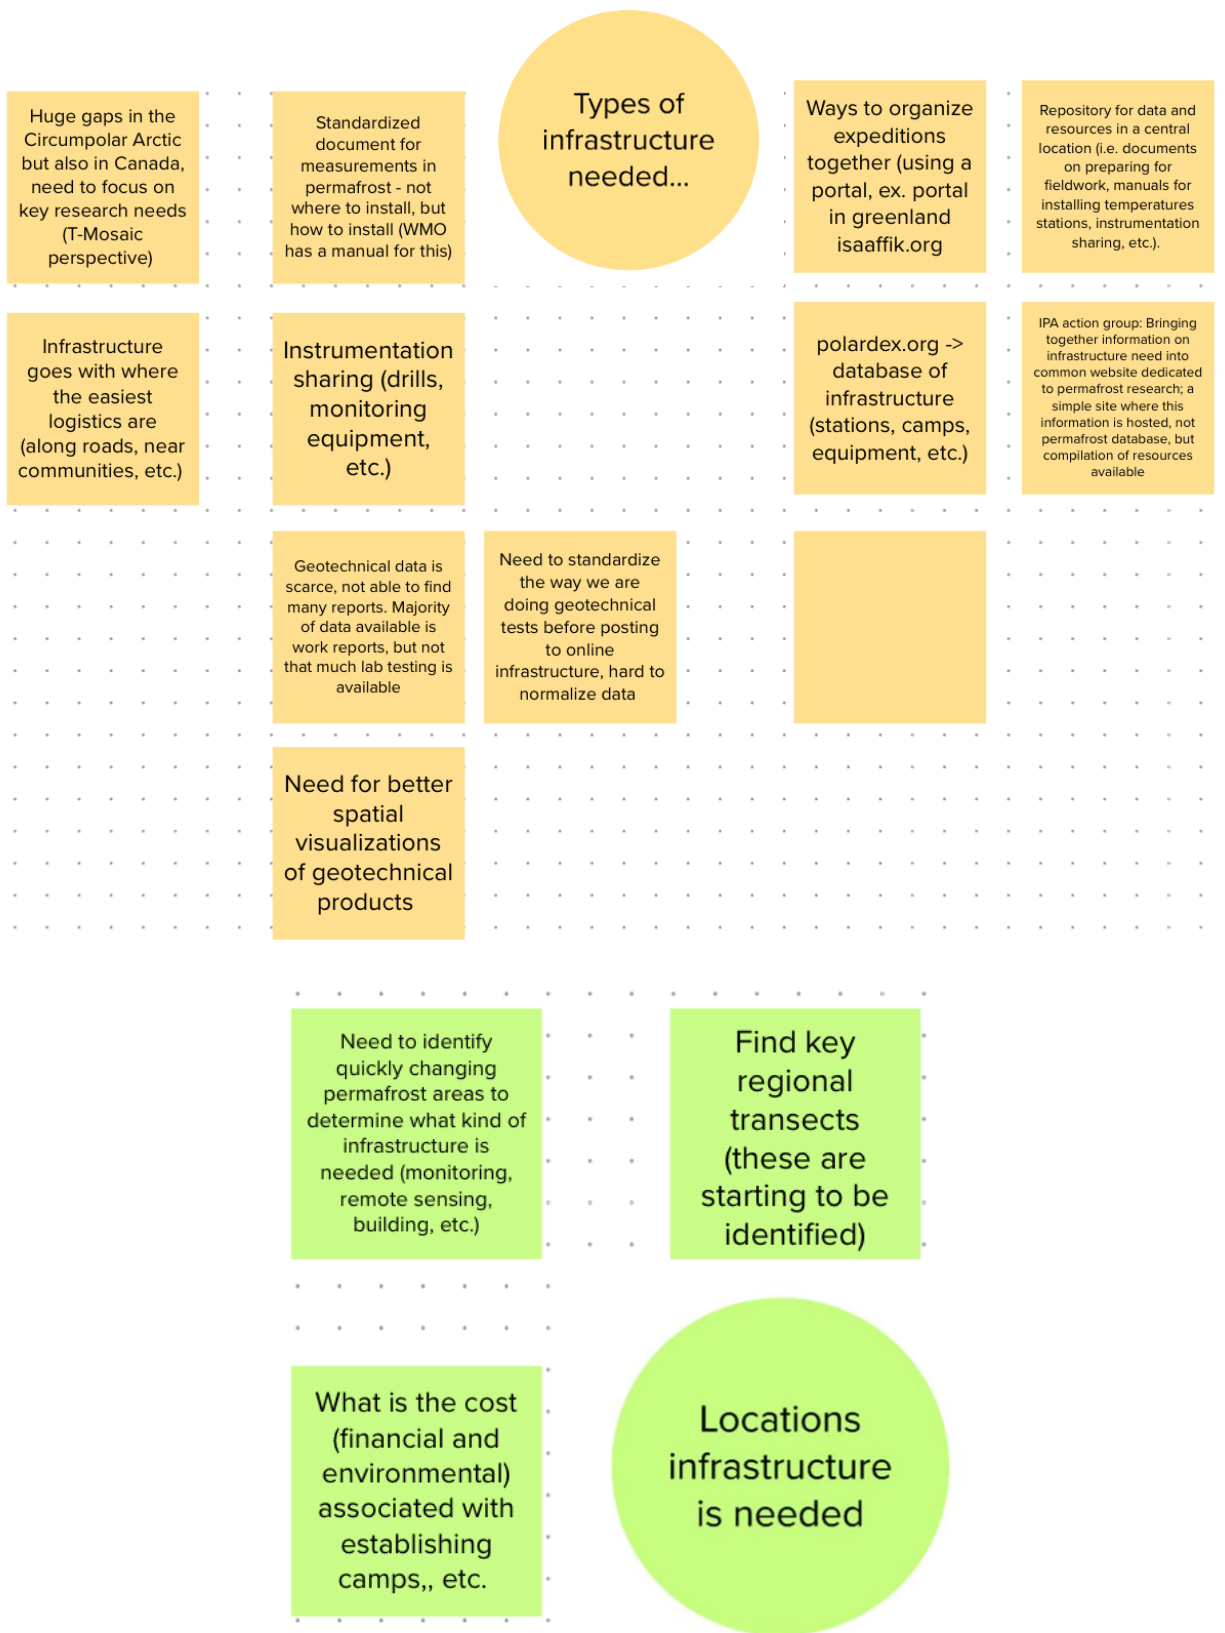 Types of
infrastructure
needed...
Huge gaps in the
Circumpolar Arctic
but also in Canada,
need to focus on
key research needs
(T-Mosaic
perspective)
Standardized
document for
measurements in
permafrost - not
where to install, but
how to install (WMO
has a manual for this)
Ways to organize
expeditions
together (using a
portal, ex. portal
in greenland
isaaffik.org
Repository for data and
resources in a central
location (i.e. documents
on preparing for
fieldwork, manuals for
installing temperatures
stations, instrumentation
sharing, etc.).
Infrastructure
goes with where
the easiest
logistics are
(along roads, near
communities, etc.)
Instrumentation
sharing (drills,
monitoring
equipment,
etc.)
polardex.org ->
database of
infrastructure
(stations, camps,
equipment, etc.)
IPA action group: Bringing
together information on
infrastructure need into
common website dedicated
to permafrost research; a
simple site where this
information is hosted, not
permafrost database, but
compilation of resources
available
Geotechnical data is
scarce, not able to find
many reports. Majority
of data available is
work reports, but not
that much lab testing is
available
Need to standardize
the way we are
doing geotechnical
tests before posting
to online
infrastructure, hard to
normalize data
Need for better
spatial
visualizations
of geotechnical
products
Need to identify
quickly changing
permafrost areas to
determine what kind of
infrastructure is
needed (monitoring,
remote sensing,
building, etc.)
Find key
regional
transects
(these are
starting to be
identified)
What is the cost
(financial and
environmental)
associated with
establishing
camps,, etc.
Locations
infrastructure
is needed